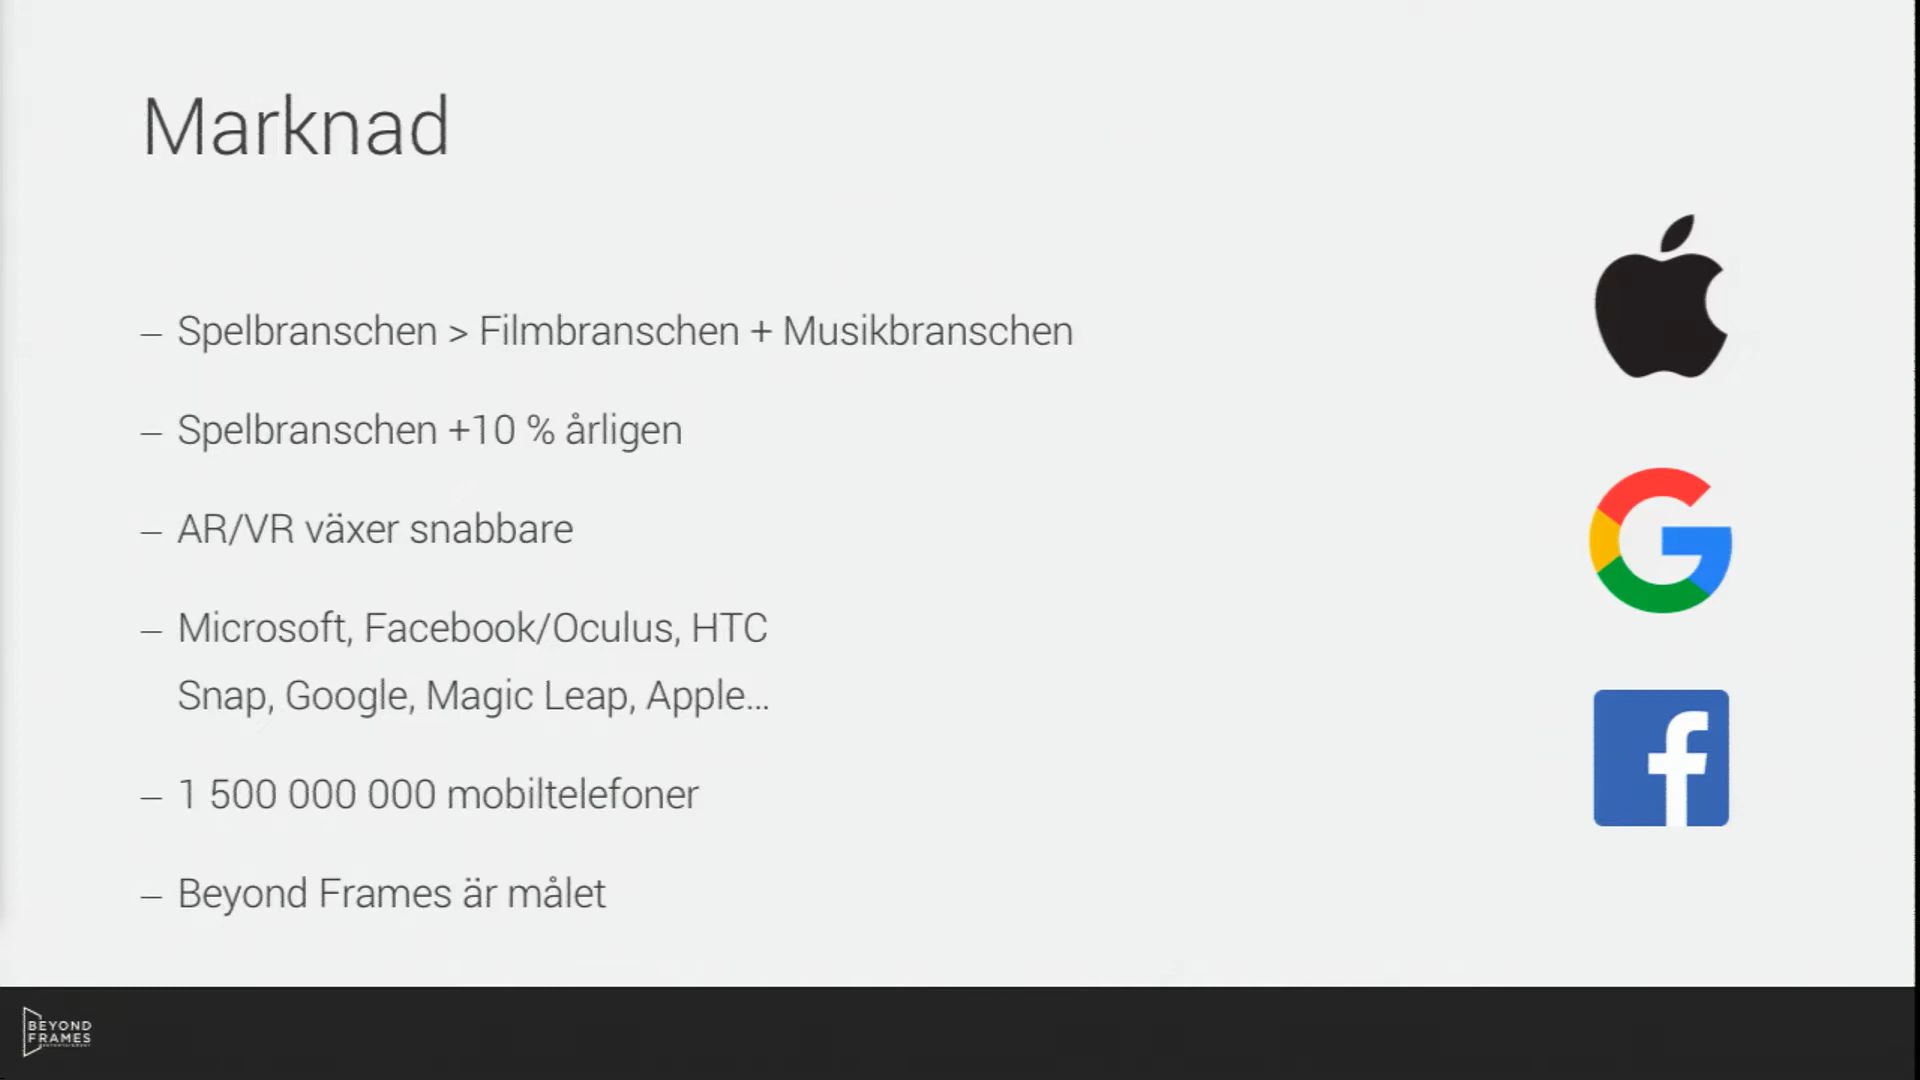 Marknad
– Spelbranschen > Filmbranschen + Musikbranschen
– Spelbranschen +10 % årligen
– AR/VR växer snabbare
– Microsoft, Facebook/Oculus, HTC
Snap, Google, Magic Leap, Apple...
– 1 500 000 000 mobiltelefoner
– Beyond Frames är målet
BEYOND
FRAMES
ENTERTAINMENT